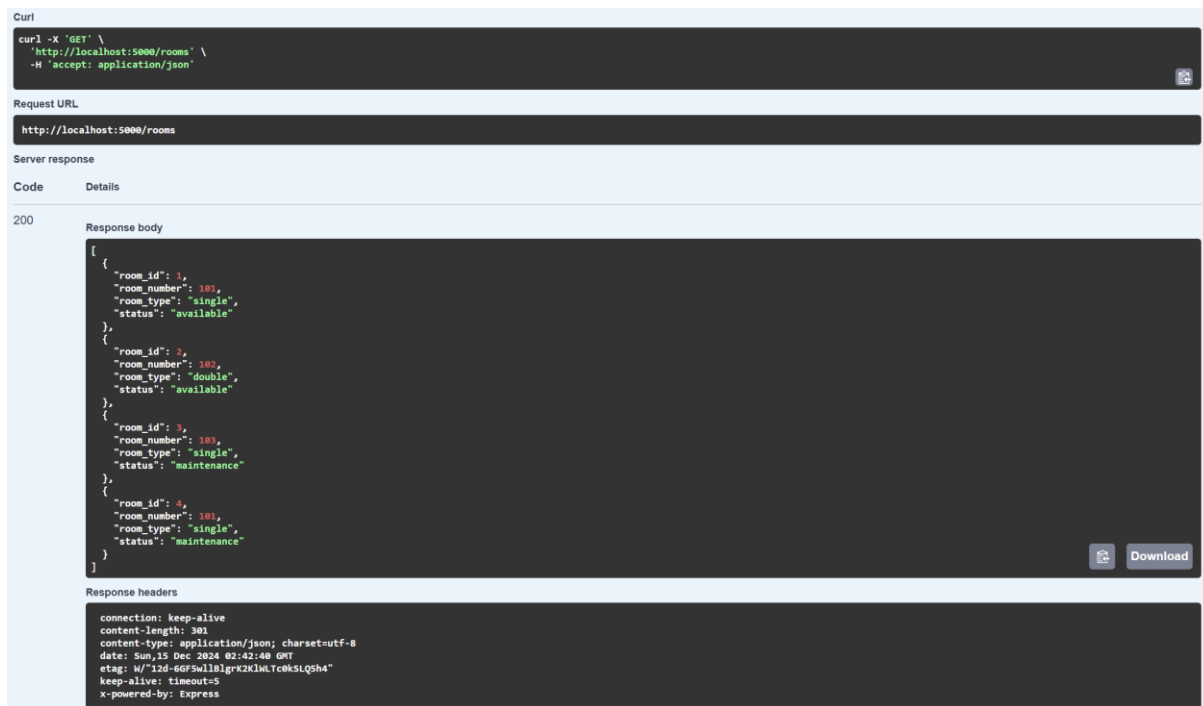 Curl
curl -X 'GET' \
  'http://localhost:5000/rooms' \
  -H 'accept: application/json'
Request URL
http://localhost:5000/rooms
Server response
Code Details
200
Response body
[
  {
    "room_id": 1,
    "room_number": 101,
    "room_type": "single",
    "status": "available"
  },
  {
    "room_id": 2,
    "room_number": 102,
    "room_type": "double",
    "status": "available"
  },
  {
    "room_id": 3,
    "room_number": 103,
    "room_type": "single",
    "status": "maintenance"
  },
  {
    "room_id": 4,
    "room_number": 101,
    "room_type": "single",
    "status": "maintenance"
  }
]
Download
Response headers
connection: keep-alive
content-length: 301
content-type: application/json; charset=utf-8
date: Sun,15 Dec 2024 02:42:40 GMT
etag:
keep-alive: timeout=5
x-powered-by: Express